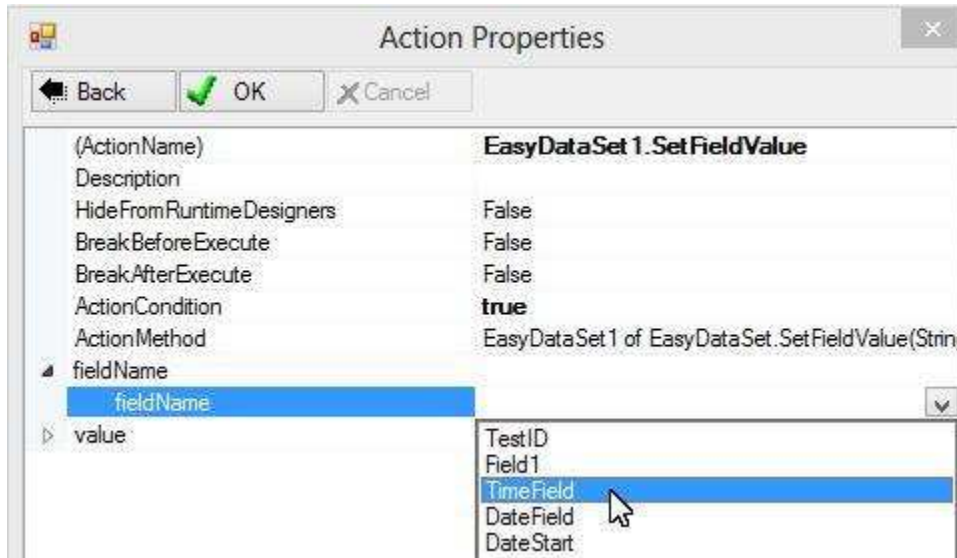 Action Properties
Back OK Cancel
(ActionName) EasyDataSet1.SetFieldValue
Description
HideFromRuntimeDesigners False
BreakBeforeExecute False
BreakAfterExecute False
ActionCondition true
ActionMethod EasyDataSet1 of EasyDataSet.SetFieldValue(Strin
fieldName
fieldName
value
TestID
Field1
TimeField
DateField
DateStart